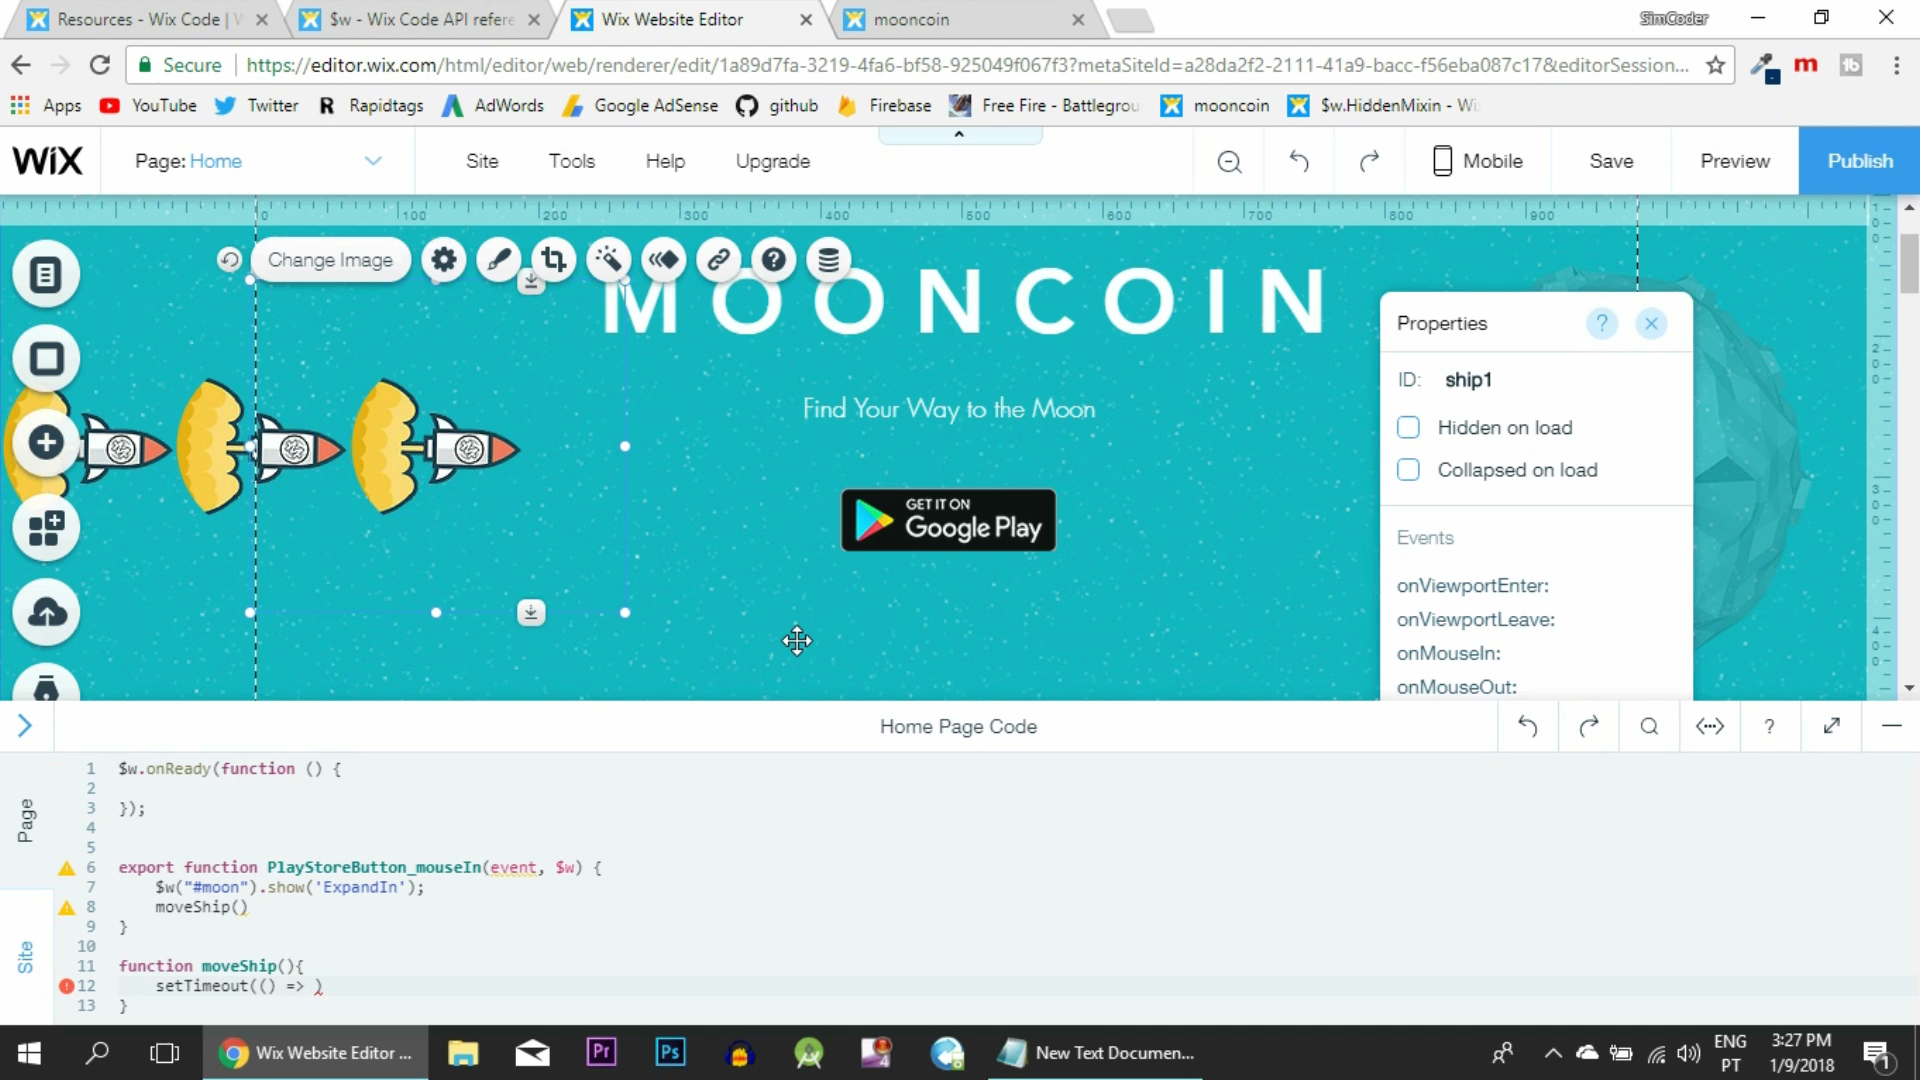 Resources - Wix Code | W
$w - Wix Code API refere
Wix Website Editor
mooncoin
SimCoder
Secure
https://editor.wix.com/html/editor/web/renderer/edit/1a89d7fa-3219-4fa6-bf58-925049f067f3?metaSiteId=a28da2f2-2111-41a9-bacc-f56eba087c17&editorSession...
Apps
YouTube
Twitter
Rapidtags
AdWords
Google AdSense
github
Firebase
Free Fire - Battlegrou
mooncoin
$w.HiddenMixin - Wi
WiX
Page: Home
Site
Tools
Help
Upgrade
Mobile
Save
Preview
Publish
0 100 200 300 400 500 600 700 800 900
Change Image
MOONCOIN
Find Your Way to the Moon
GET IT ON
Google Play
Properties
ID: ship1
Hidden on load
Collapsed on load
Events
onViewportEnter:
onViewportLeave:
onMouseIn:
onMouseOut:
Home Page Code
Page
Site
1 $w.onReady(function () {
2
3 });
4
5
6 export function PlayStoreButton_mouseIn(event, $w) {
7 $w("#moon").show('ExpandIn');
8 moveShip()
9 }
10
11 function moveShip(){
12 setTimeout(() => )
13 }
Wix Website Editor ...
New Text Documen...
ENG
PT
3:27 PM
1/9/2018
1